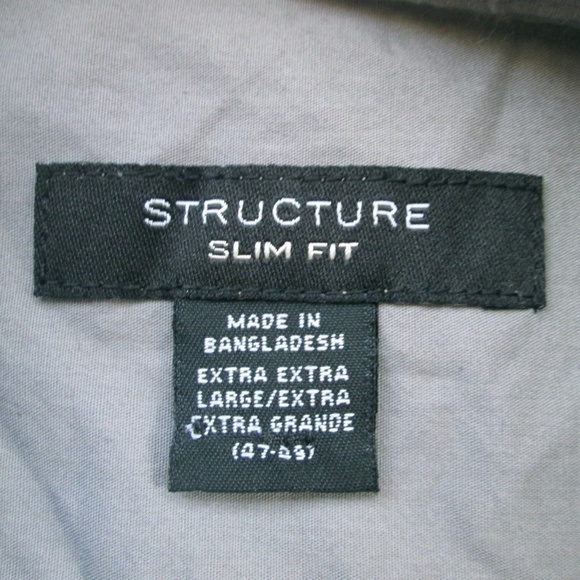 STRUCTURE
SLIM FIT
MADE IN
BANGLADESH
EXTRA EXTRA
LARGE/EXTRA
EXTRA GRANDE
(47-49)